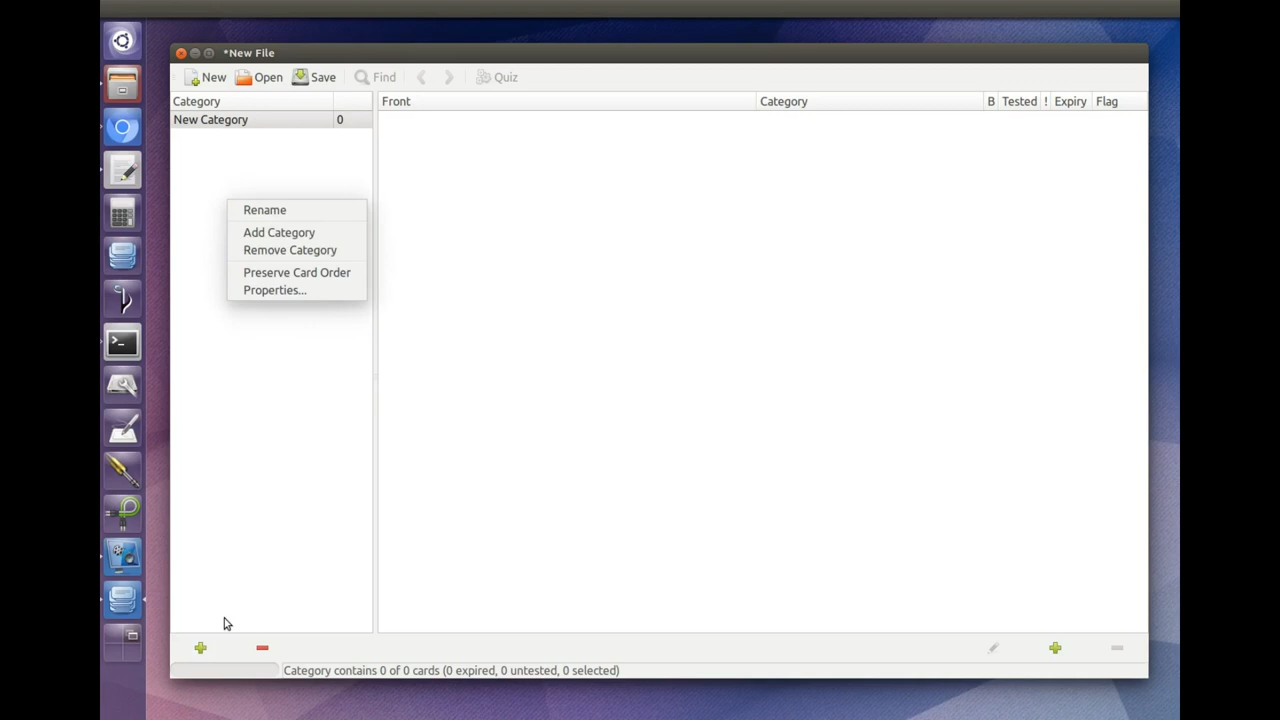 *New File
New Open Save Find Quiz
Category Front Category B Tested ! Expiry Flag
New Category 0
Rename
Add Category
Remove Category
Preserve Card Order
Properties...
Category contains 0 of 0 cards (0 expired, 0 untested, 0 selected)